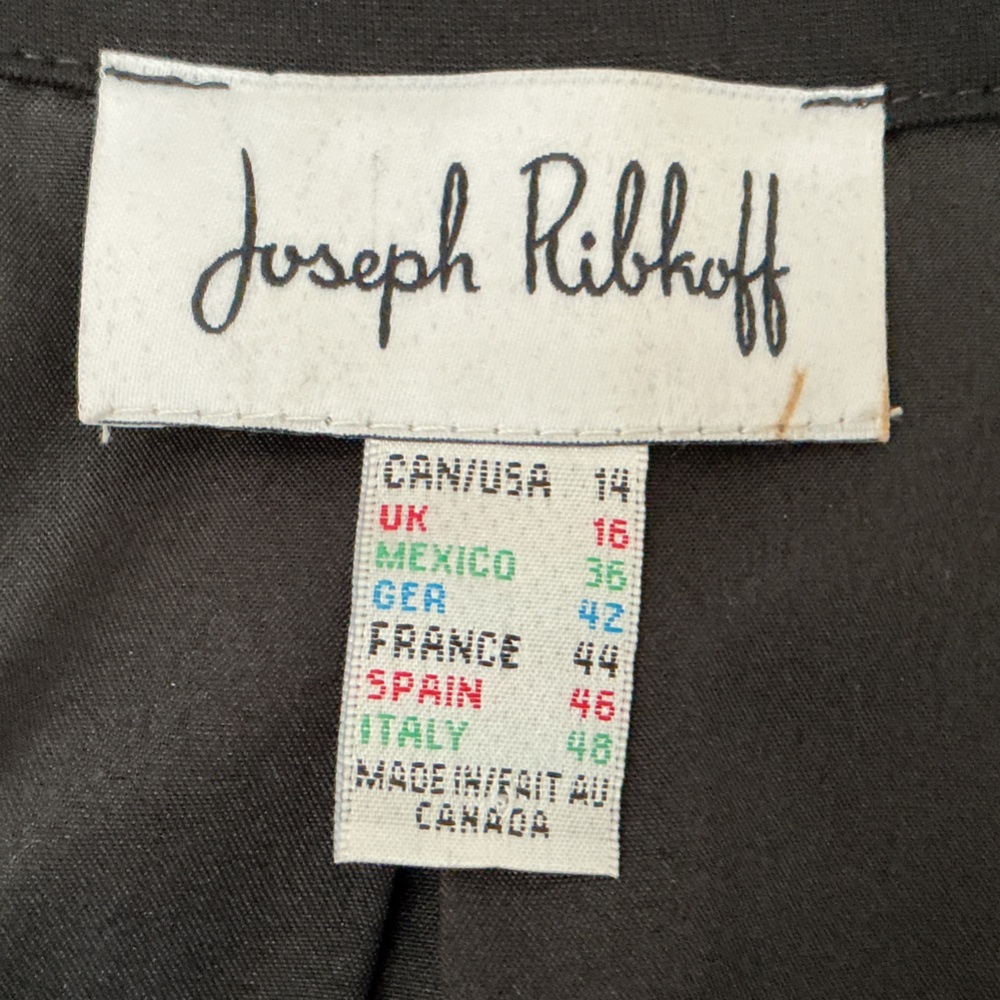 Joseph Ribkoff
CAN/USA 14
UK 16
MEXICO 36
GER 42
FRANCE 44
SPAIN 46
ITALY 48
MADE IN/FAIT AU
CANADA